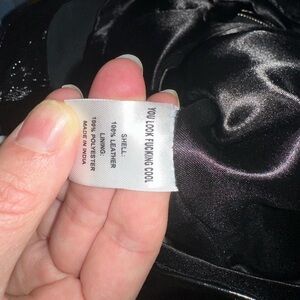 YOU LOOK FUCKING COOL
SHELL:
100% LEATHER
LINING:
100% POLYESTER
MADE IN INDIA